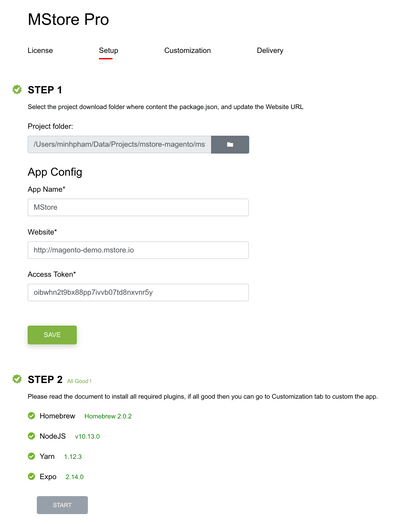 MStore Pro
License Setup Customization Delivery
STEP 1
Select the project download folder where content the package.json, and update the Website URL
Project folder:
/Users/minhpham/Data/Projects/mstore-magento/ms
App Config
App Name*
MStore
Website*
http://magento-demo.mstore.io
Access Token*
oibwhn2t9bx88pp7ivvb07td8nxvnr5y
SAVE
STEP 2 All Good !
Please read the document to install all required plugins, if all good then you can go to Customization tab to custom the app.
Homebrew Homebrew 2.0.2
NodeJS v10.13.0
Yarn 1.12.3
Expo 2.14.0
START